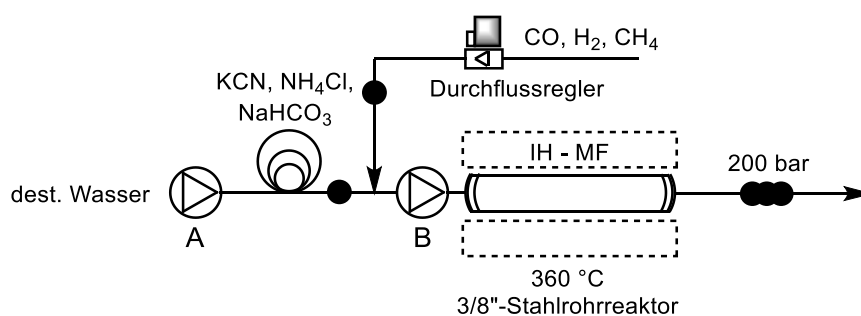 CO, H₂, CH₄
KCN, NH₄Cl,
NaHCO₃
Durchflussregler
IH - MF
200 bar
dest. Wasser
A
B
360 °C
3/8"-Stahlrohrreaktor